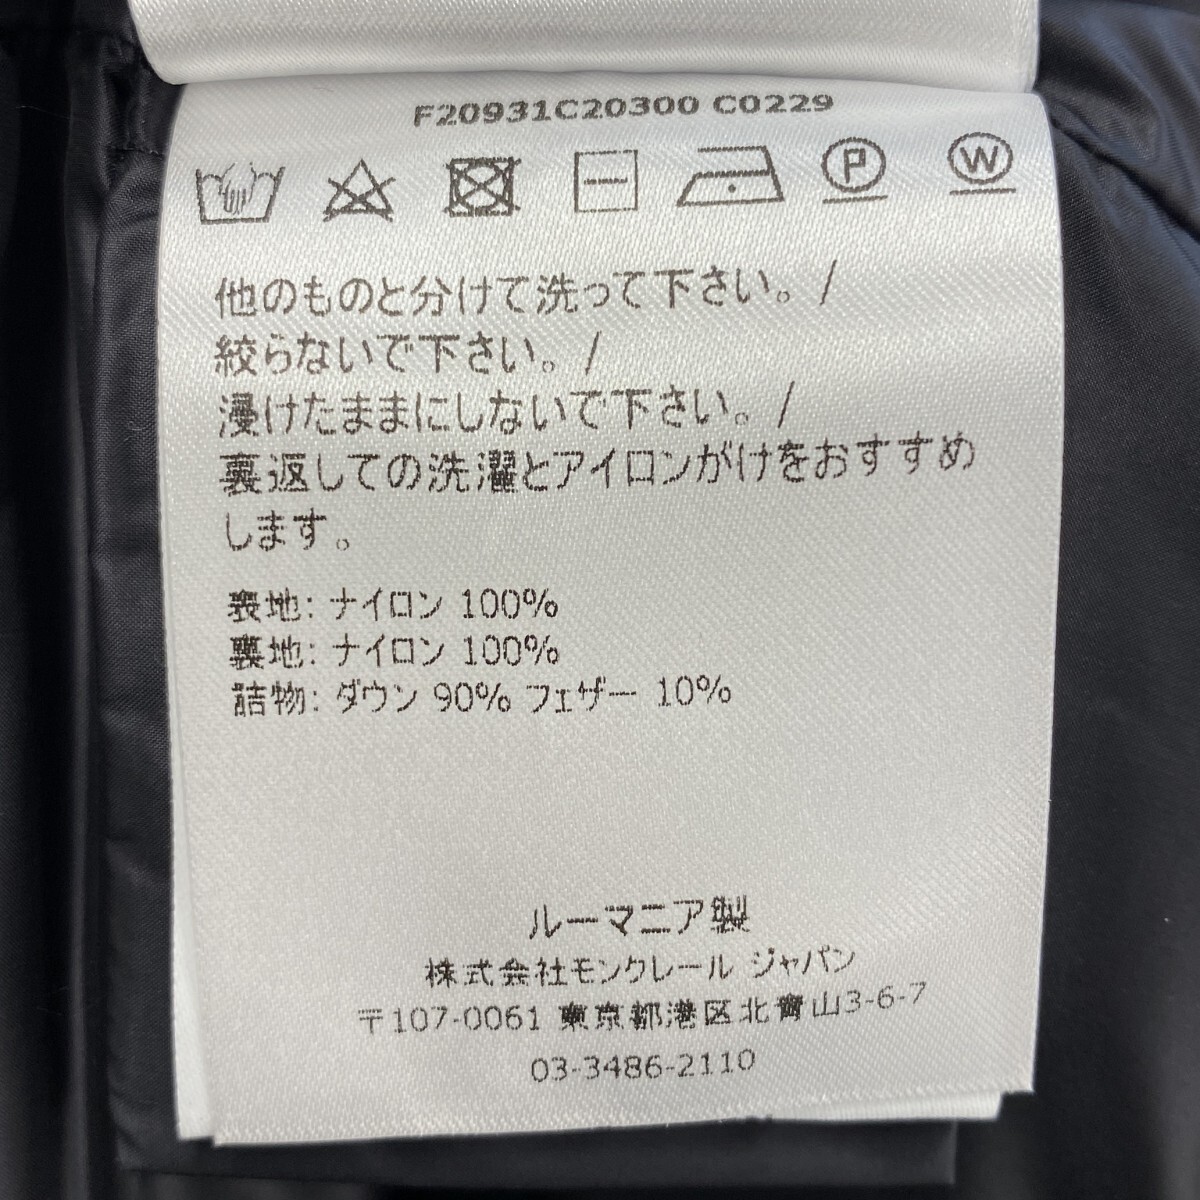 F20931C20300 C0229
P
W
他のものと分けて洗って下さい。/
絞らないで下さい。/
浸けたままにしないで下さい。/
裏返しての洗濯とアイロンがけをおすすめ
します。
表地: ナイロン 100%
裏地: ナイロン 100%
詰物: ダウン 90% フェザー 10%
ルーマニア製
株式会社モンクレール ジャパン
〒107-0061 東京都港区北青山3-6-7
03-3486-2110